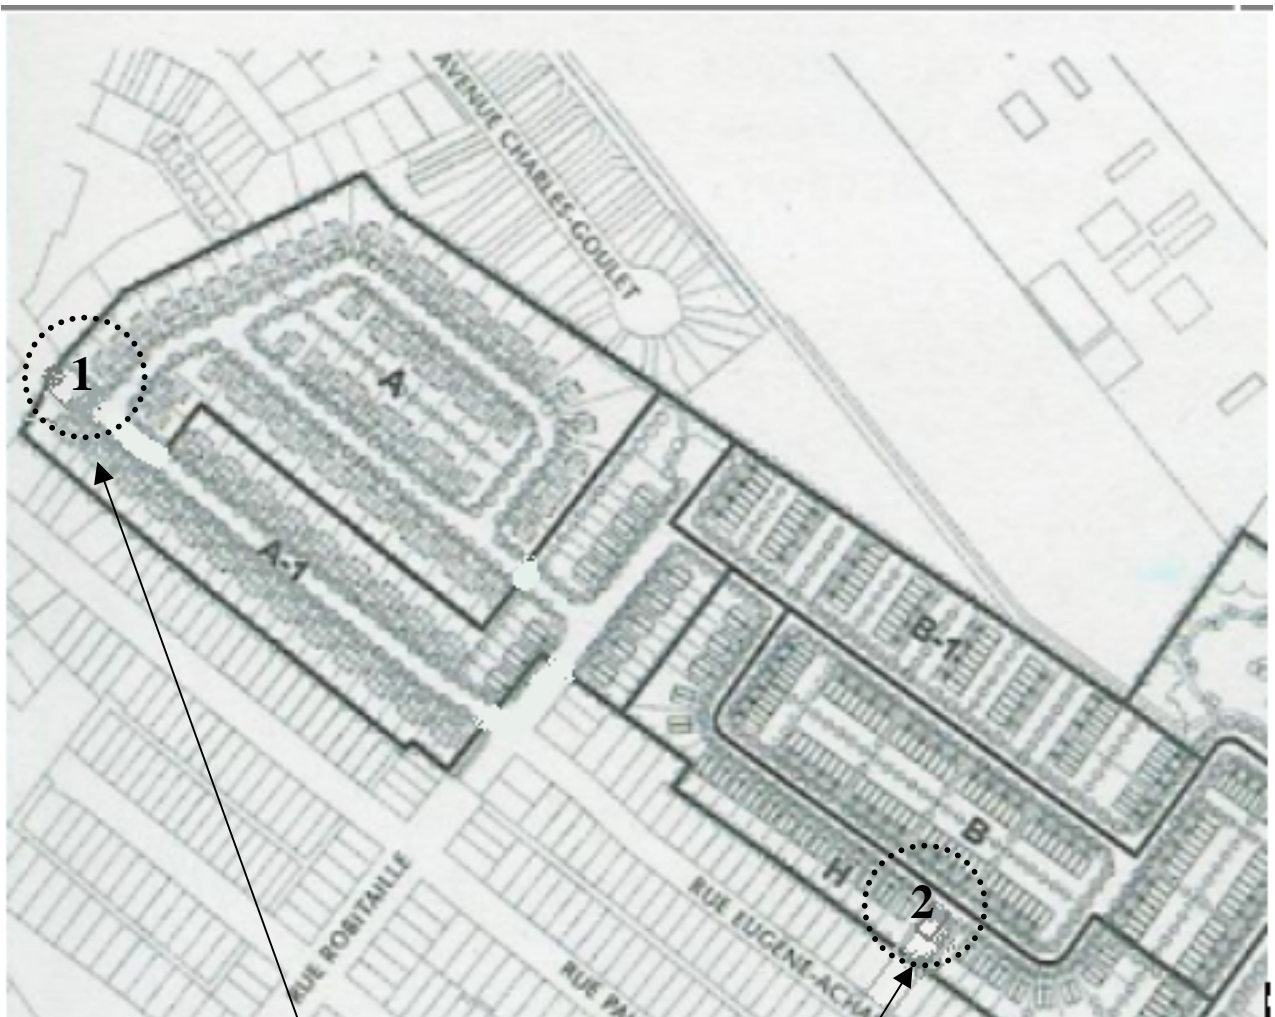 AVENUE CHARLES-GOULET
1
A
A-1
B-1
B
H
2
RUE ROBITAILLE
RUE EUGENE-ACHA
RUE PA